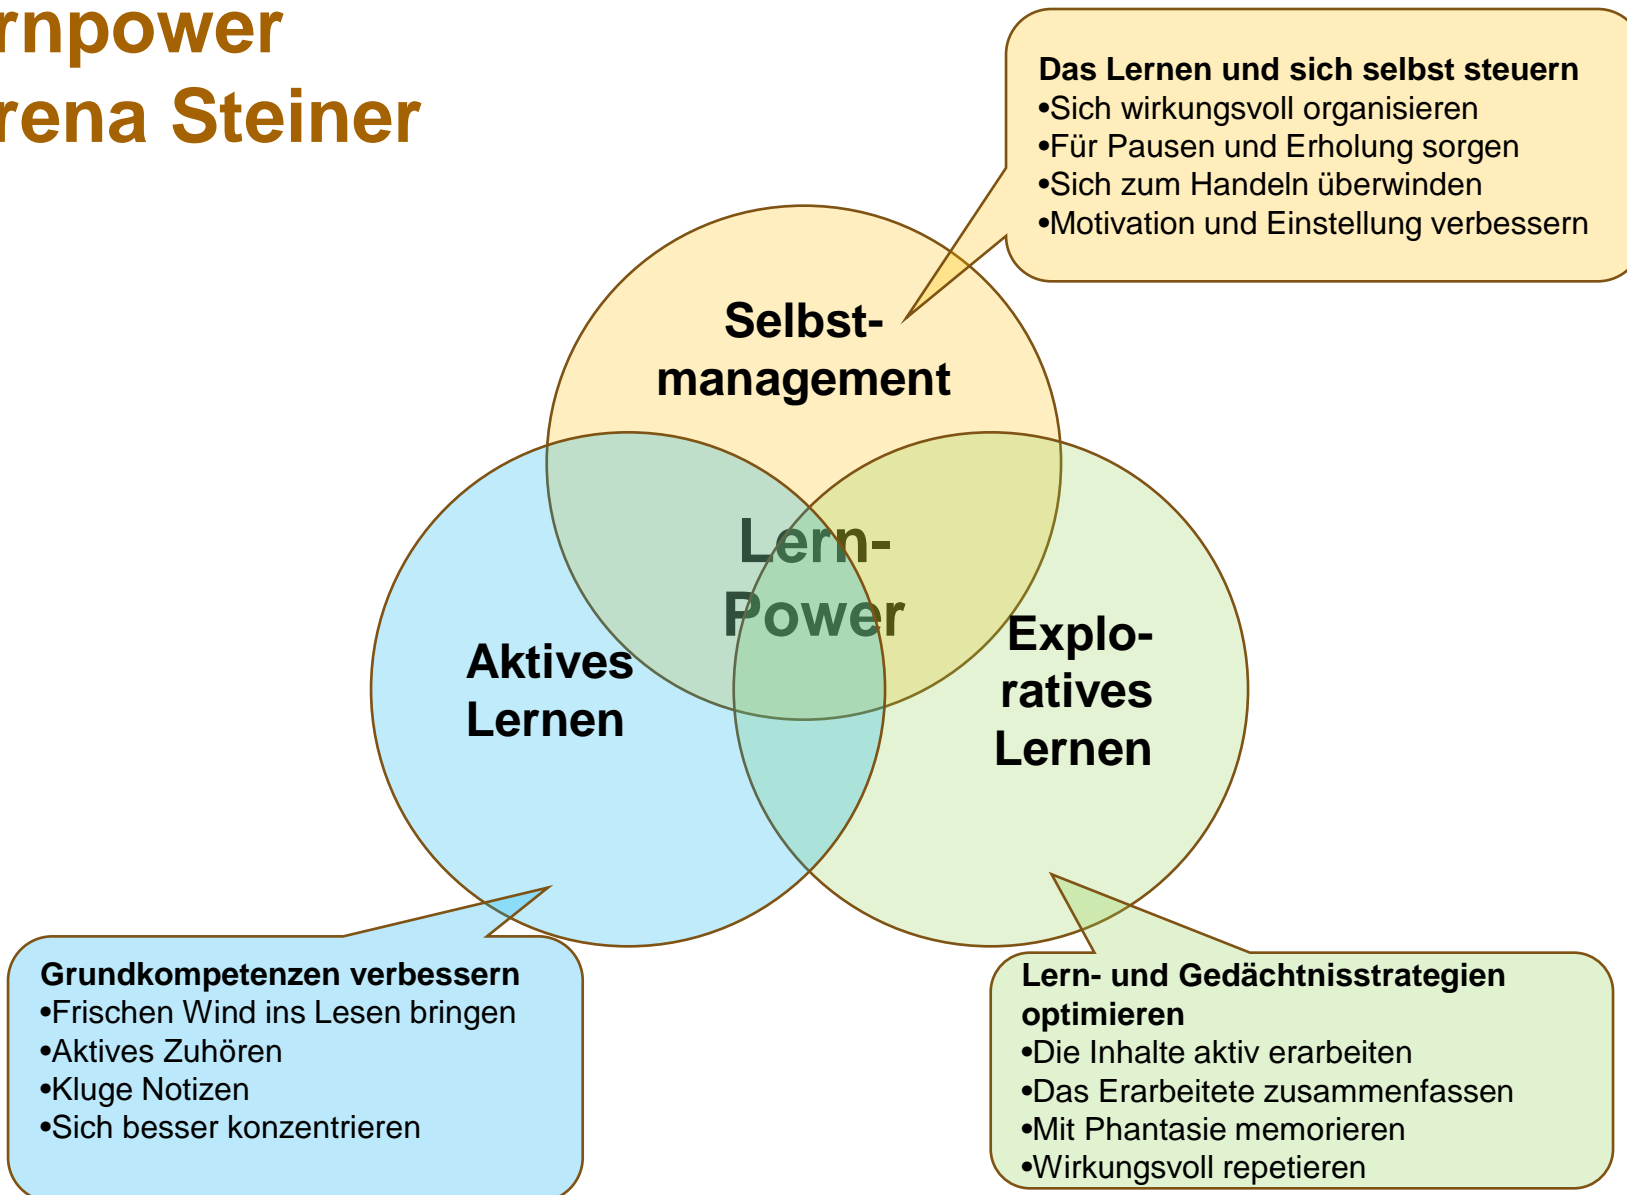 rnpower
rena Steiner
Das Lernen und sich selbst steuern
•Sich wirkungsvoll organisieren
•Für Pausen und Erholung sorgen
•Sich zum Handeln überwinden
•Motivation und Einstellung verbessern
Selbst-
management
Lern-
Power
Aktives
Lernen
Explo-
ratives
Lernen
Grundkompetenzen verbessern
•Frischen Wind ins Lesen bringen
•Aktives Zuhören
•Kluge Notizen
•Sich besser konzentrieren
Lern- und Gedächtnisstrategien
optimieren
•Die Inhalte aktiv erarbeiten
•Das Erarbeitete zusammenfassen
•Mit Phantasie memorieren
•Wirkungsvoll repetieren